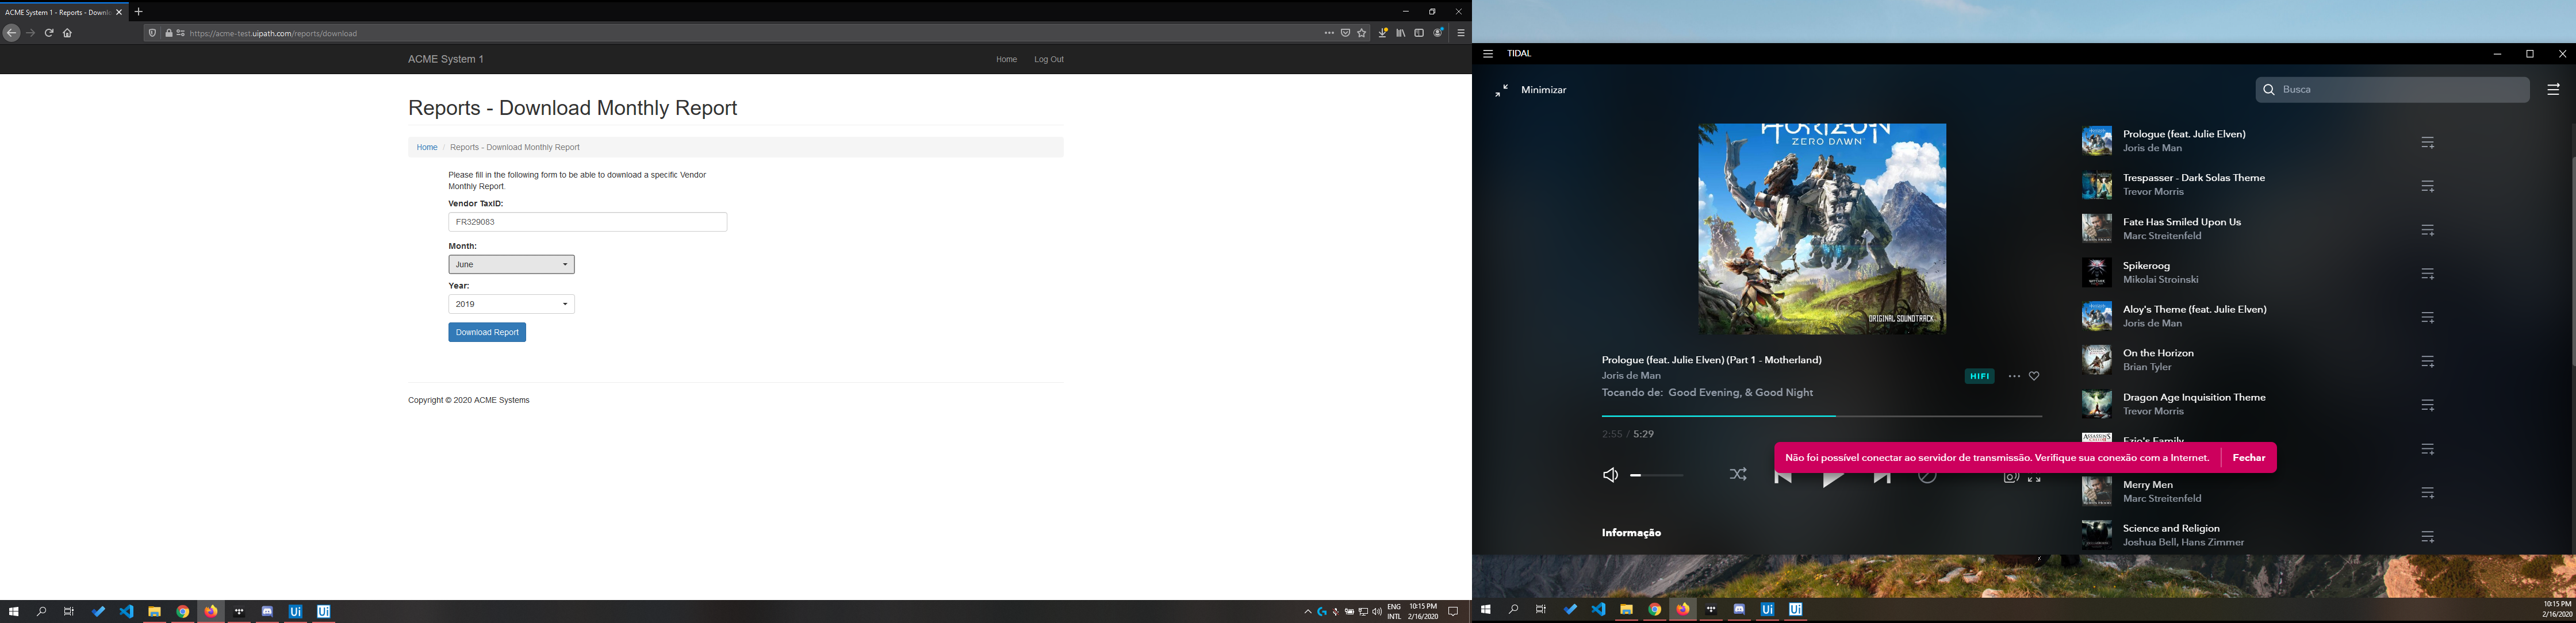 ACME System 1 - Reports - Downlo
https://acme-test.uipath.com/reports/download
ACME System 1
Home
Log Out
Reports - Download Monthly Report
Home / Reports - Download Monthly Report
Please fill in the following form to be able to download a specific Vendor
Monthly Report.
Vendor TaxID:
FR329083
Month:
June
Year:
2019
Download Report
Copyright © 2020 ACME Systems
ENG
INTL
10:15 PM
2/16/2020
TIDAL
Minimizar
Busca
HORIZON
ZERO DAWN
ORIGINAL SOUNDTRACK
Prologue (feat. Julie Elven) (Part 1 - Motherland)
Joris de Man
HIFI
Tocando de: Good Evening, & Good Night
2:55 / 5:29
Informação
Prologue (feat. Julie Elven)
Joris de Man
Trespasser - Dark Solas Theme
Trevor Morris
Fate Has Smiled Upon Us
Marc Streitenfeld
Spikeroog
Mikolai Stroinski
Aloy's Theme (feat. Julie Elven)
Joris de Man
On the Horizon
Brian Tyler
Dragon Age Inquisition Theme
Trevor Morris
Ezio's Family
Não foi possível conectar ao servidor de transmissão. Verifique sua conexão com a Internet. Fechar
Merry Men
Marc Streitenfeld
Science and Religion
Joshua Bell, Hans Zimmer
10:15 PM
2/16/2020